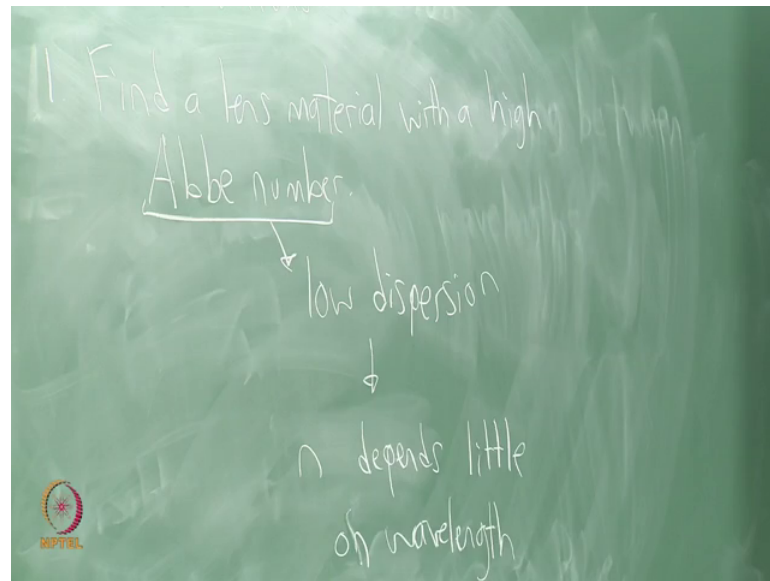 1. Find a lens material with a high
Abbe number.
low dispersion
n depends little
on wavelength
NPTEL